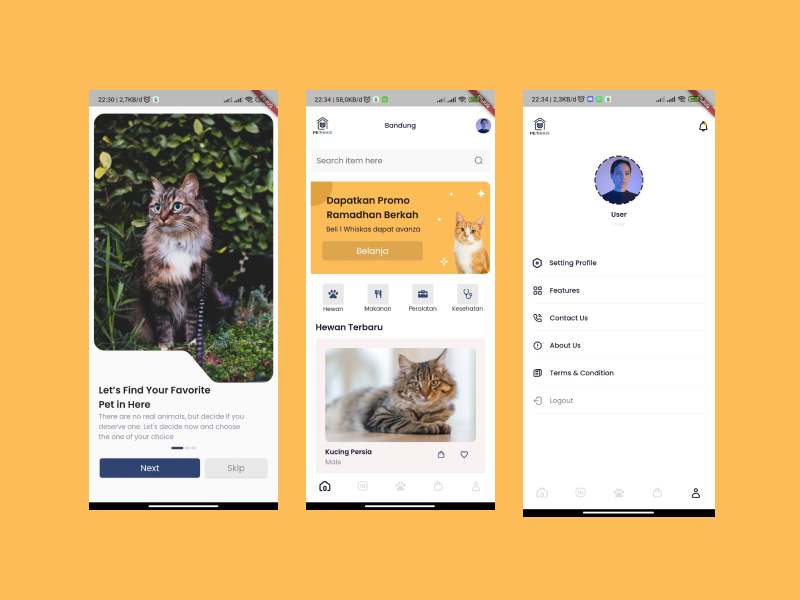 22:30 | 2,7KB/d
Let's Find Your Favorite
Pet in Here
There are no real animals, but decide if you
deserve one. Let's decide now and choose
the one of your choice
Next
Skip
22:34 | 58,0KB/d
PETHAUS
Bandung
Search item here
Dapatkan Promo
Ramadhan Berkah
Beli 1 Whiskas dapat avanza
Belanja
Hewan
Makanan
Peralatan
Kesehatan
Hewan Terbaru
Kucing Persia
Male
22:34 | 2,3KB/d
PETHAUS
User
User
Setting Profile
Features
Contact Us
About Us
Terms & Condition
Logout